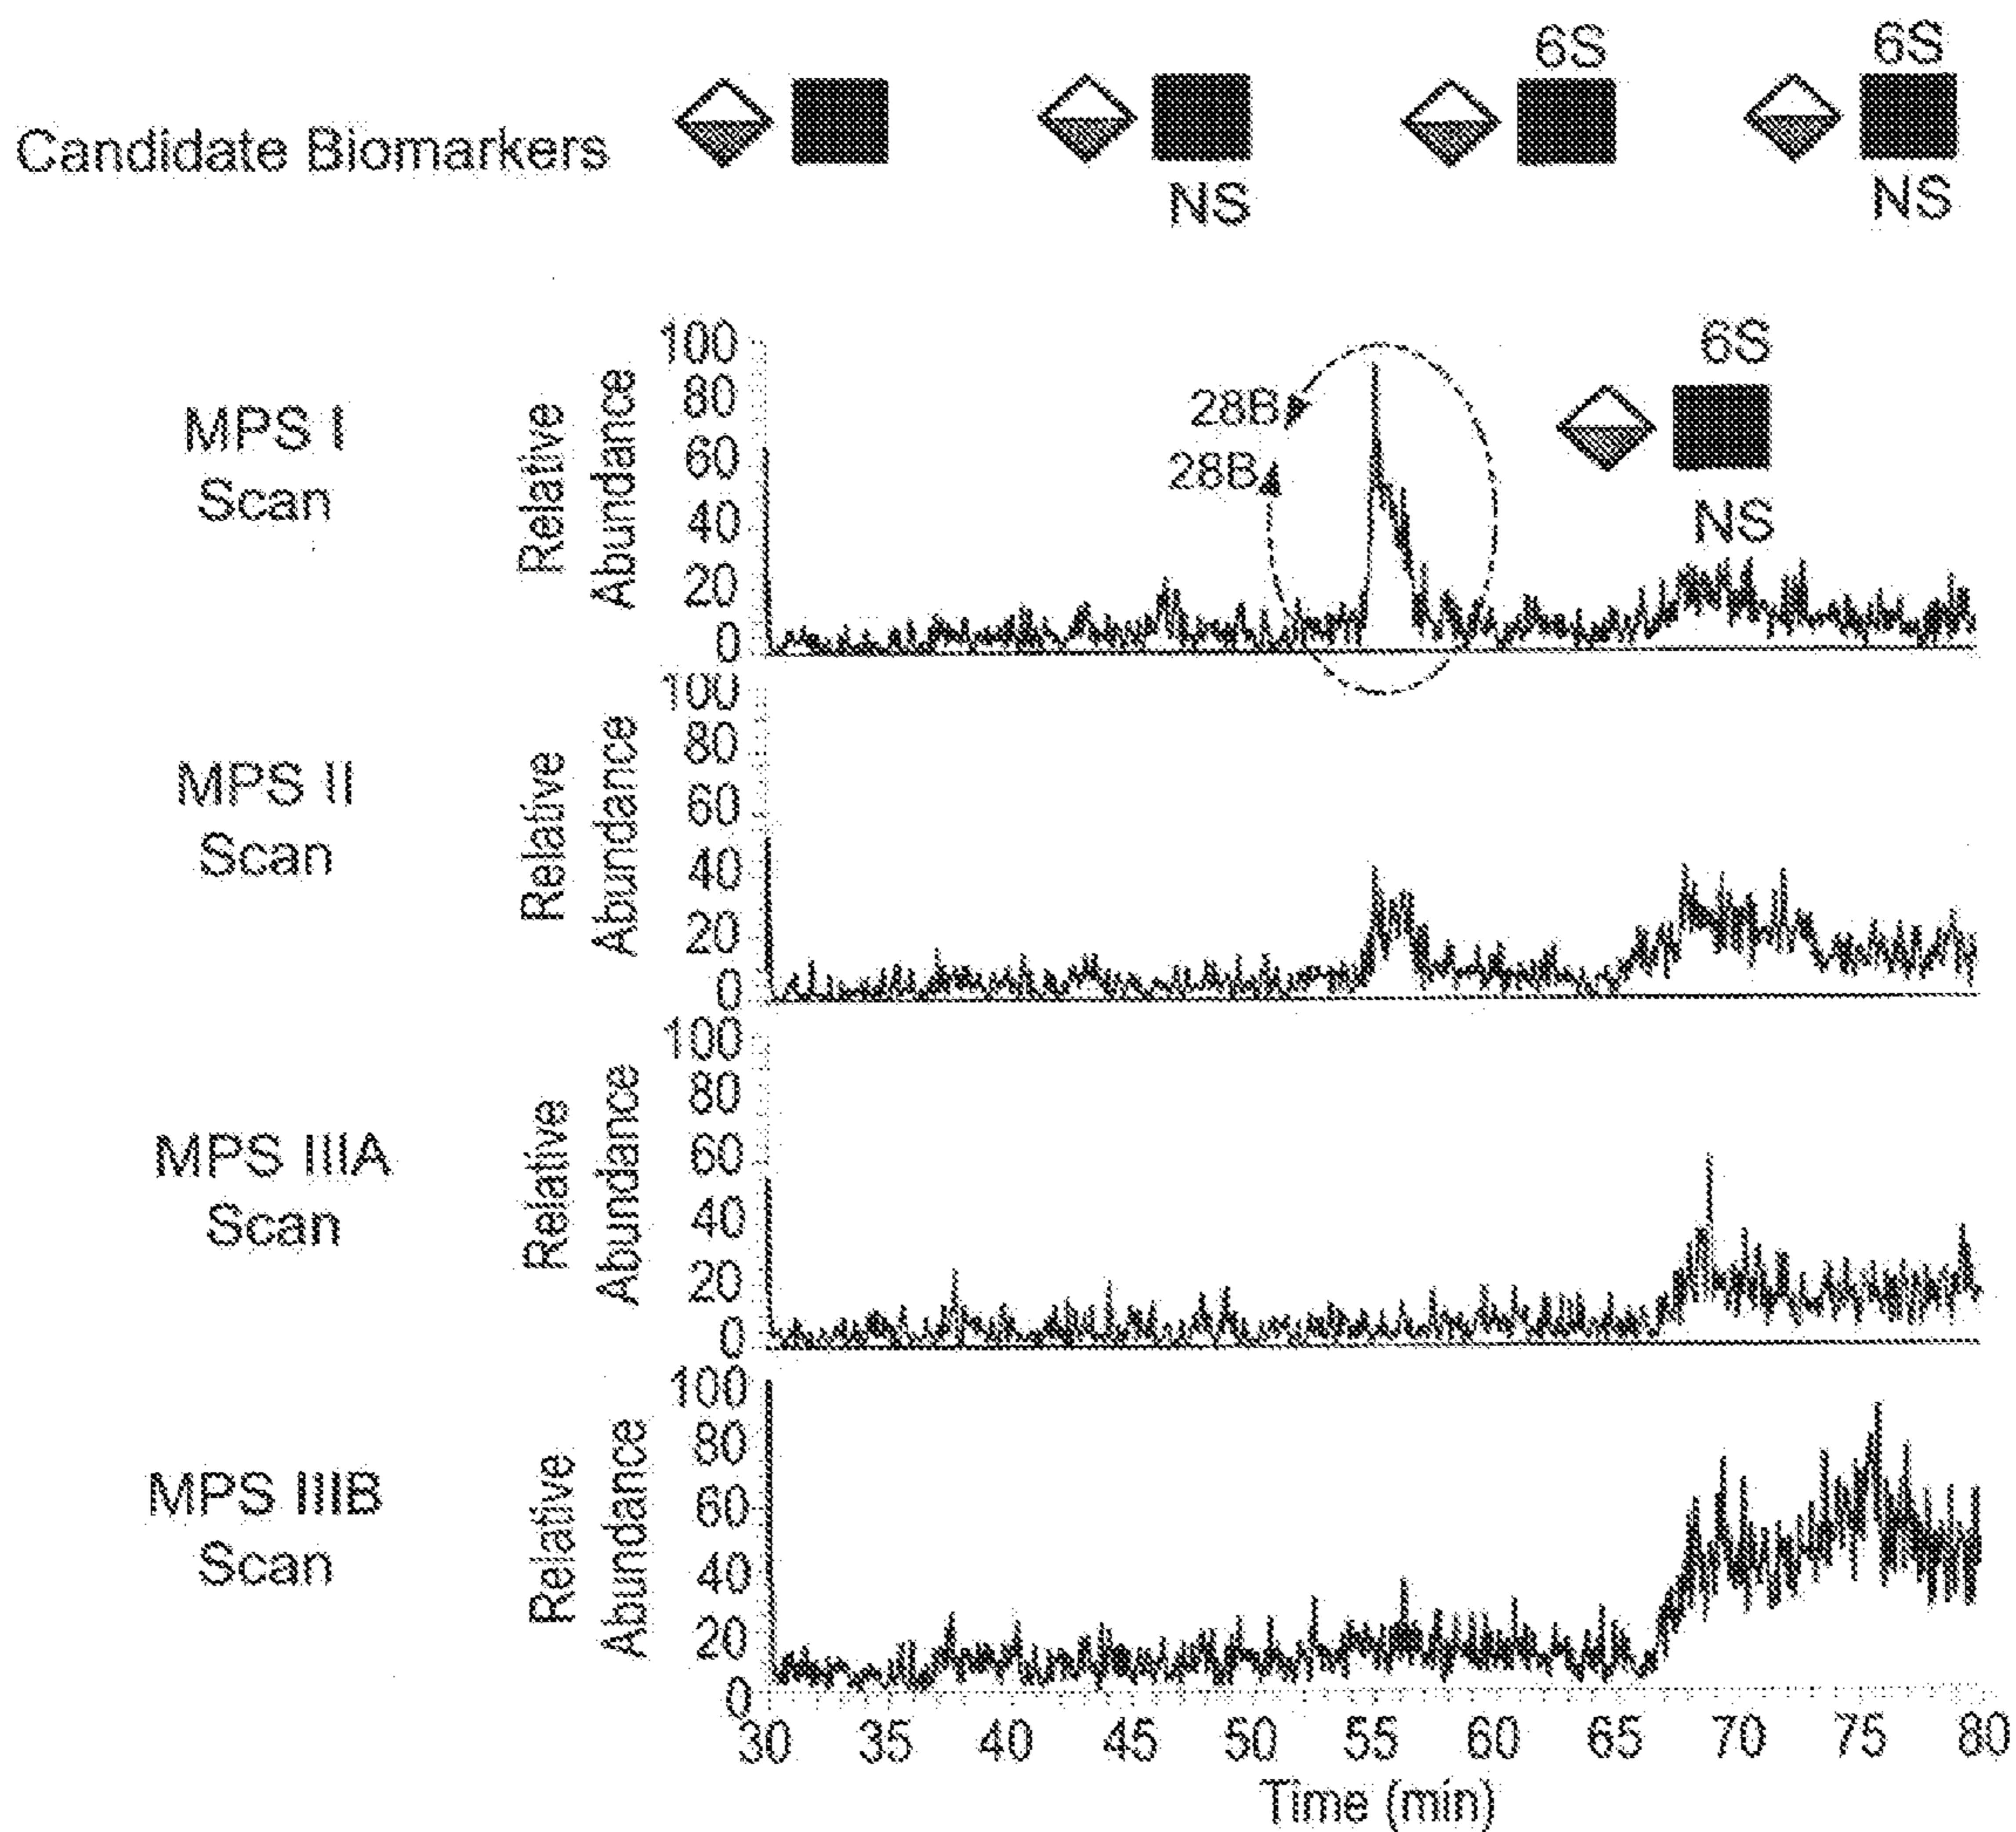 6S 6S
Candidate Biomarkers
NS NS
MPS I
Scan
Relative
Abundance
100
80
60
40
20
0
28B
28B
6S
NS
MPS II
Scan
Relative
Abundance
100
80
60
40
20
0
MPS IIIA
Scan
Relative
Abundance
100
80
60
40
20
0
MPS IIIB
Scan
Relative
Abundance
100
80
60
40
20
0
30 35 40 45 50 55 60 65 70 75 80
Time (min)